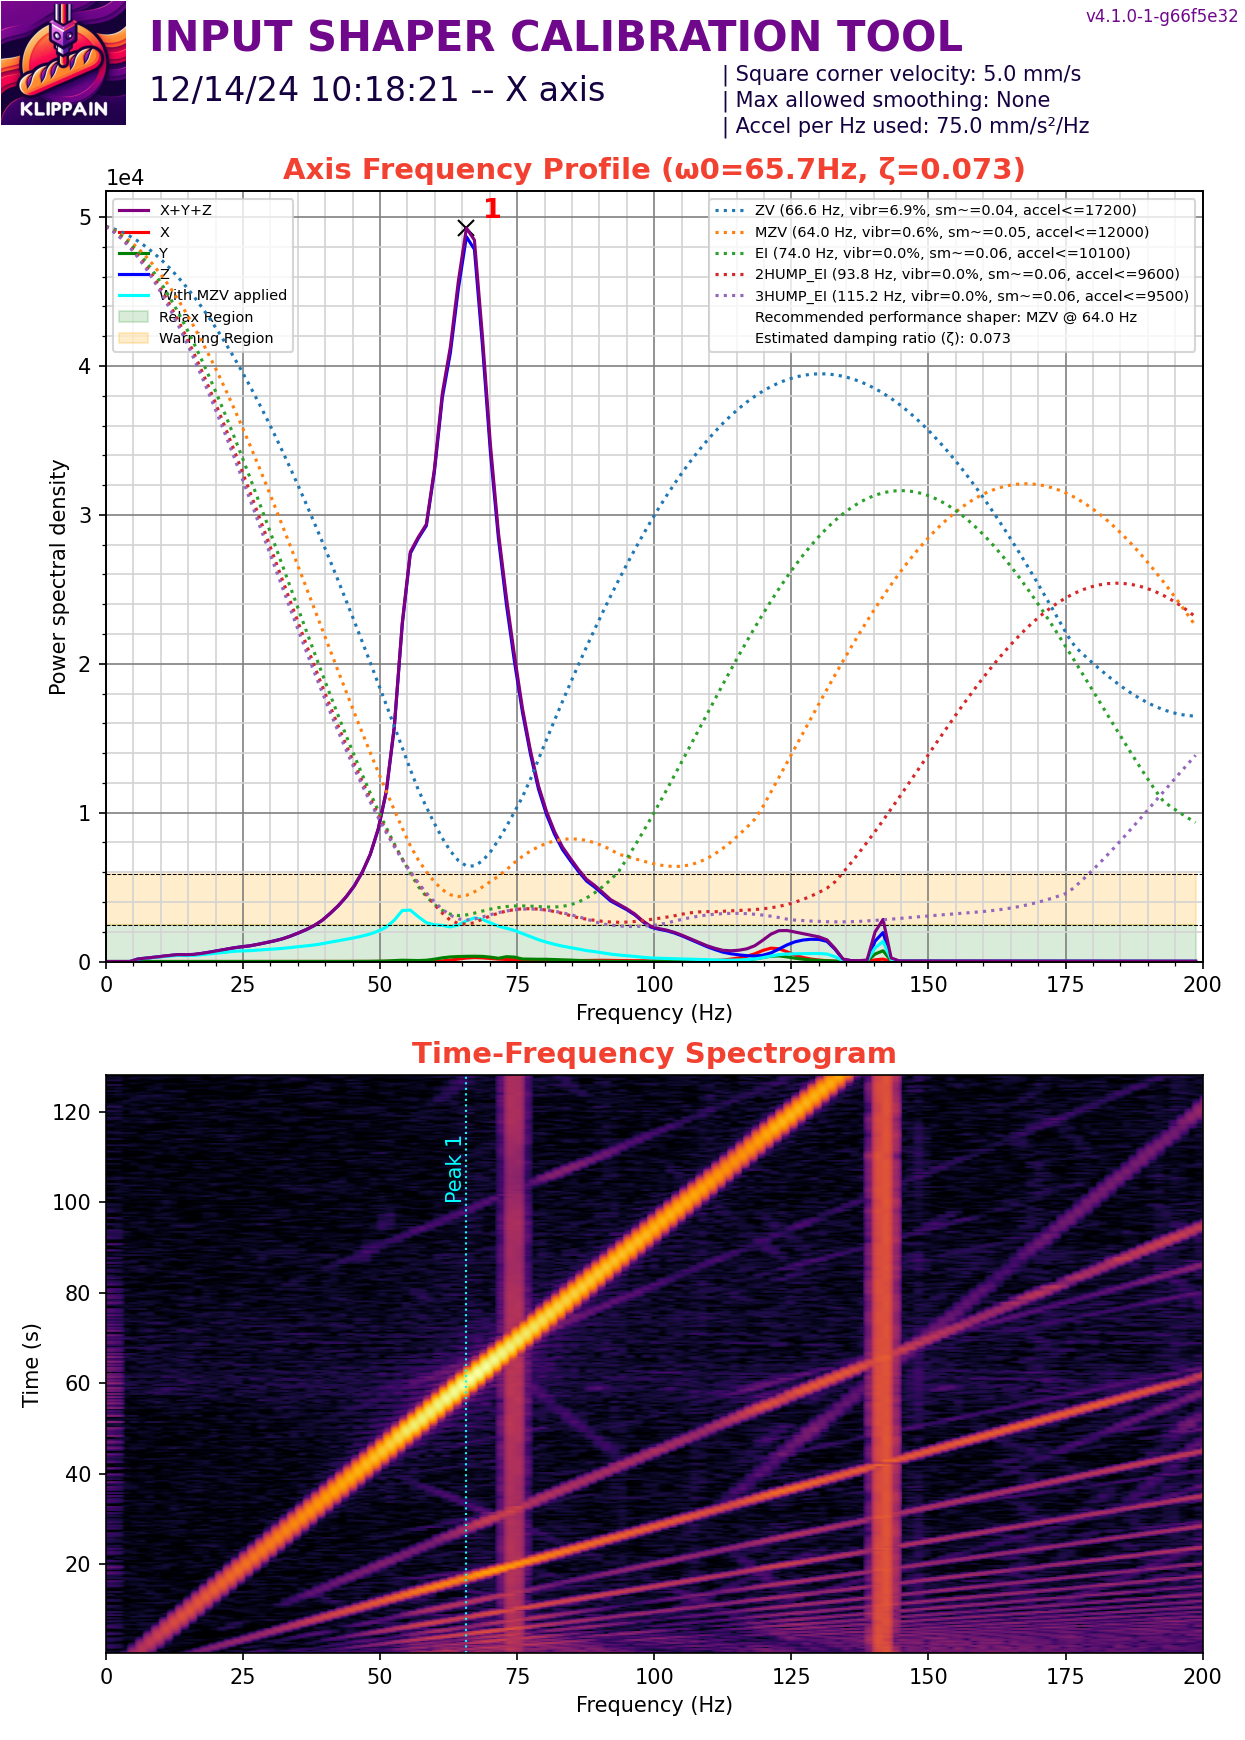 v4.1.0-1-g66f5e32
KLIPPAIN
INPUT SHAPER CALIBRATION TOOL
12/14/24 10:18:21 -- X axis
| Square corner velocity: 5.0 mm/s
| Max allowed smoothing: None
| Accel per Hz used: 75.0 mm/s²/Hz
Axis Frequency Profile (ω0=65.7Hz, ζ=0.073)
1e4
1
X+Y+Z
X
Y
Z
With MZV applied
Relax Region
Warning Region
ZV (66.6 Hz, vibr=6.9%, sm~=0.04, accel<=17200)
MZV (64.0 Hz, vibr=0.6%, sm~=0.05, accel<=12000)
EI (74.0 Hz, vibr=0.0%, sm~=0.06, accel<=10100)
2HUMP_EI (93.8 Hz, vibr=0.0%, sm~=0.06, accel<=9600)
3HUMP_EI (115.2 Hz, vibr=0.0%, sm~=0.06, accel<=9500)
Recommended performance shaper: MZV @ 64.0 Hz
Estimated damping ratio (ζ): 0.073
Power spectral density
5
4
3
2
1
0
0 25 50 75 100 125 150 175 200
Frequency (Hz)
Time-Frequency Spectrogram
Time (s)
120
100
80
60
40
20
Peak 1
0 25 50 75 100 125 150 175 200
Frequency (Hz)